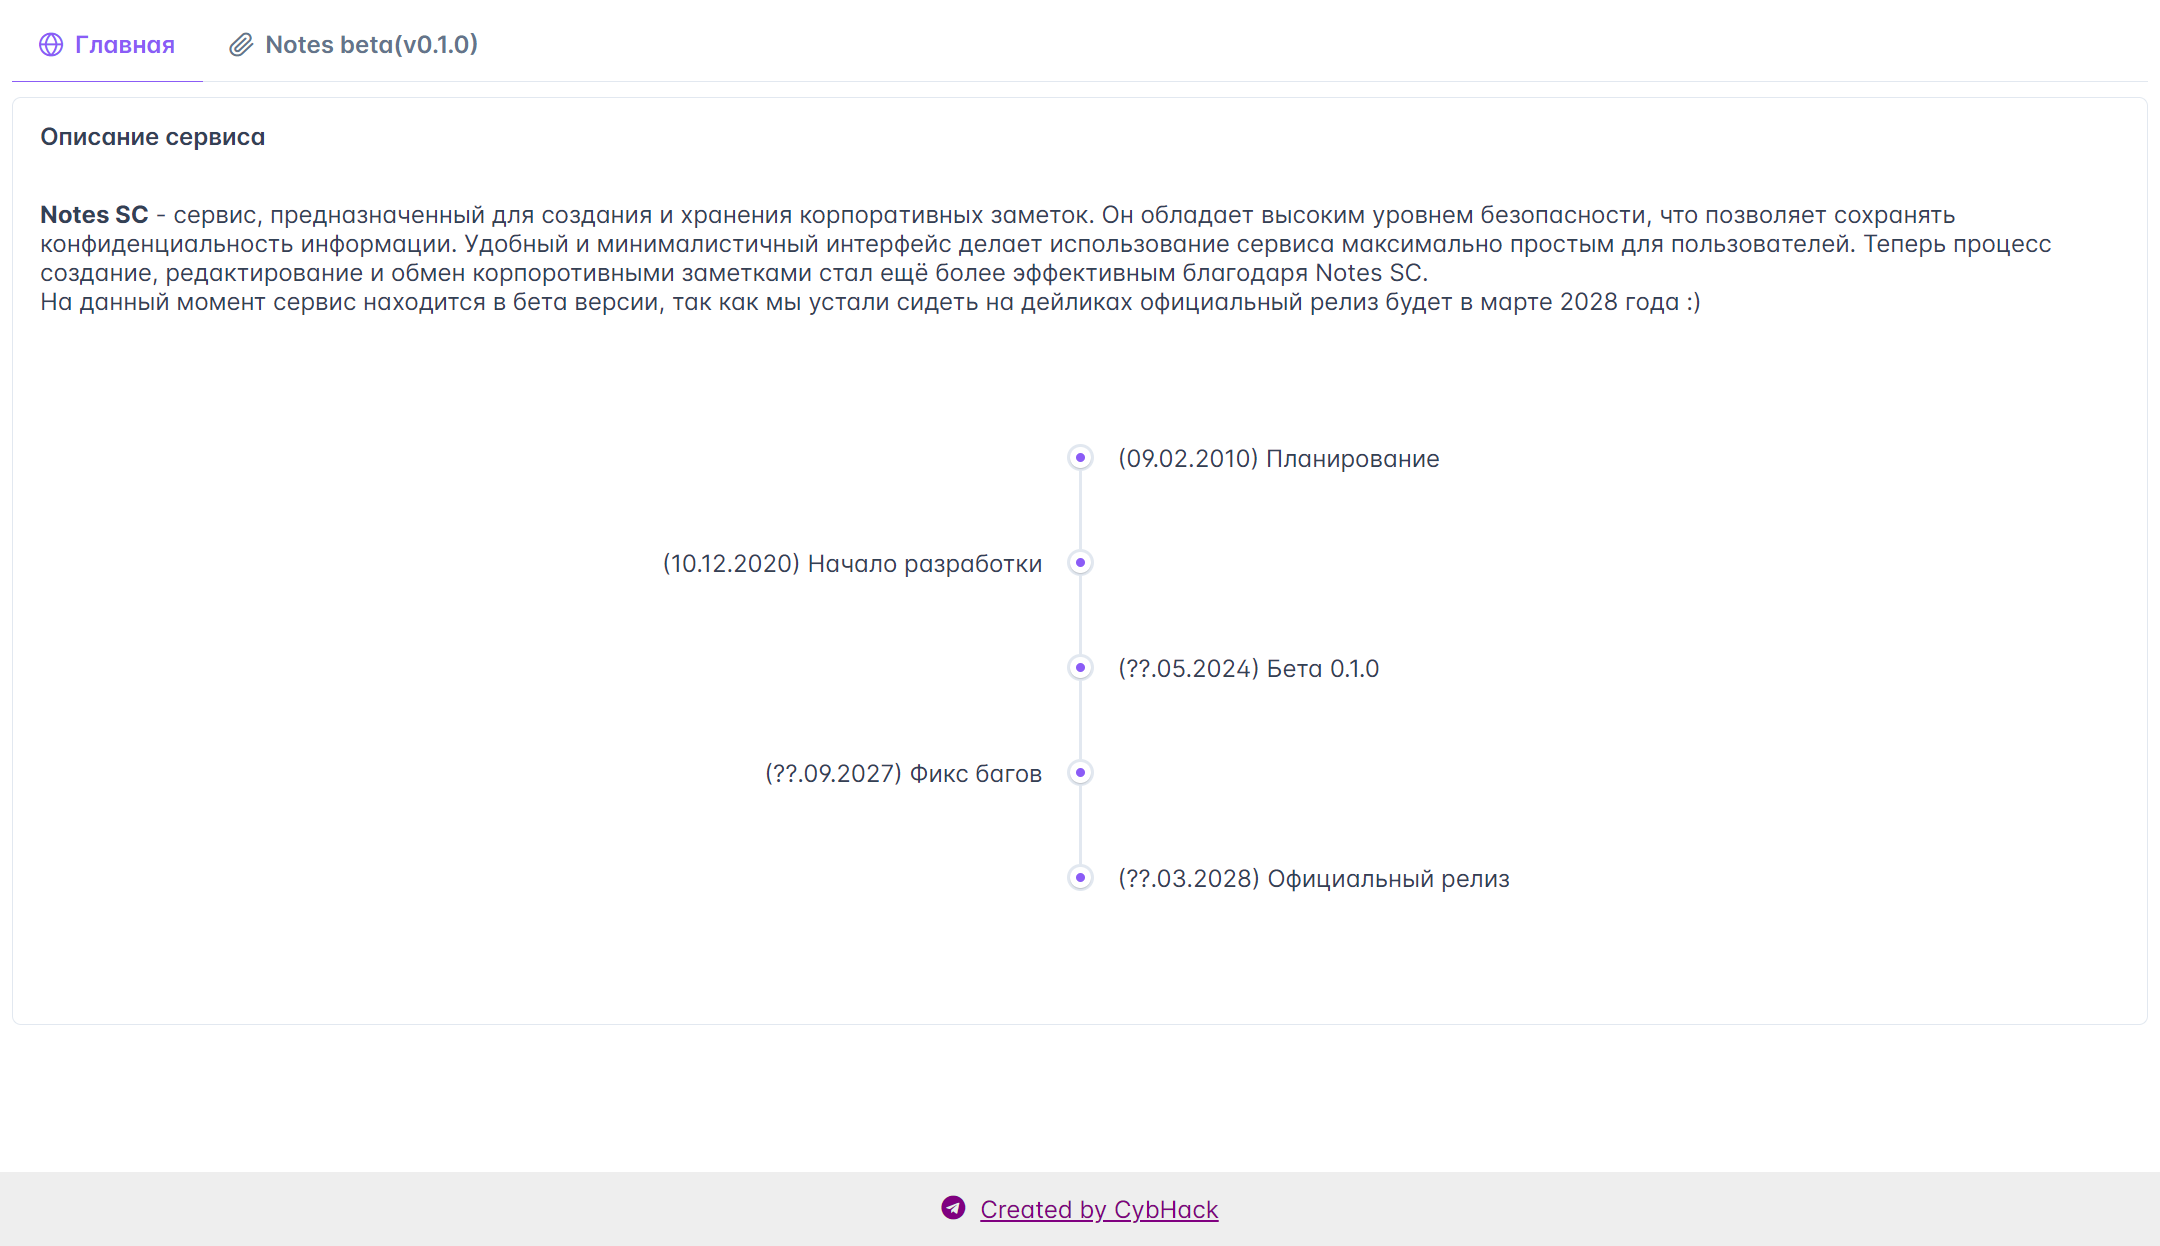 Главная
Notes beta(v0.1.0)
Описание сервиса
Notes SC - сервис, предназначенный для создания и хранения корпоративных заметок. Он обладает высоким уровнем безопасности, что позволяет сохранять
конфиденциальность информации. Удобный и минималистичный интерфейс делает использование сервиса максимально простым для пользователей. Теперь процесс
создание, редактирование и обмен корпоротивными заметками стал ещё более эффективным благодаря Notes SC.
На данный момент сервис находится в бета версии, так как мы устали сидеть на дейликах официальный релиз будет в марте 2028 года :)
(09.02.2010) Планирование
(10.12.2020) Начало разработки
(??.05.2024) Бета 0.1.0
(??.09.2027) Фикс багов
(??.03.2028) Официальный релиз
Created by CybHack